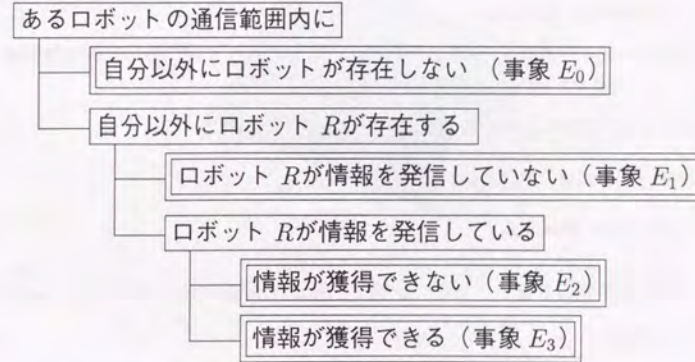 あるロボットの通信範囲内に
自分以外にロボットが存在しない（事象 E0）
自分以外にロボット Rが存在する
ロボット Rが情報を発信していない（事象 E1）
ロボット Rが情報を発信している
情報が獲得できない（事象 E2）
情報が獲得できる（事象 E3）